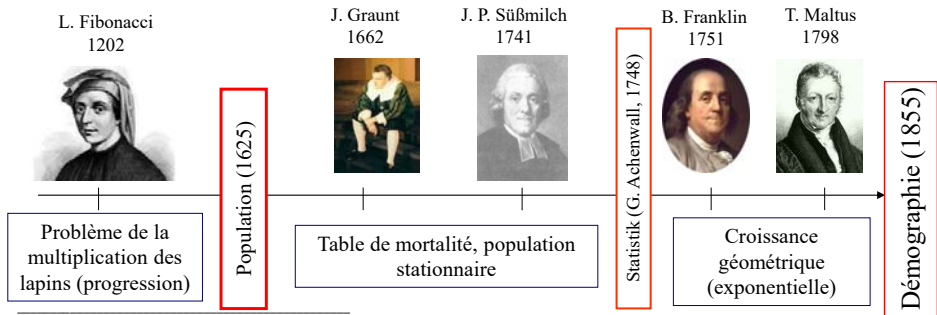 L. Fibonacci
1202
J. Graunt
1662
J. P. Süßmilch
1741
B. Franklin
1751
T. Maltus
1798
Population (1625)
Statistik (G. Achenwall, 1748)
Démographie (1855)
Problème de la
multiplication des
lapins (progression)
Table de mortalité, population
stationnaire
Croissance
géométrique
(exponentielle)